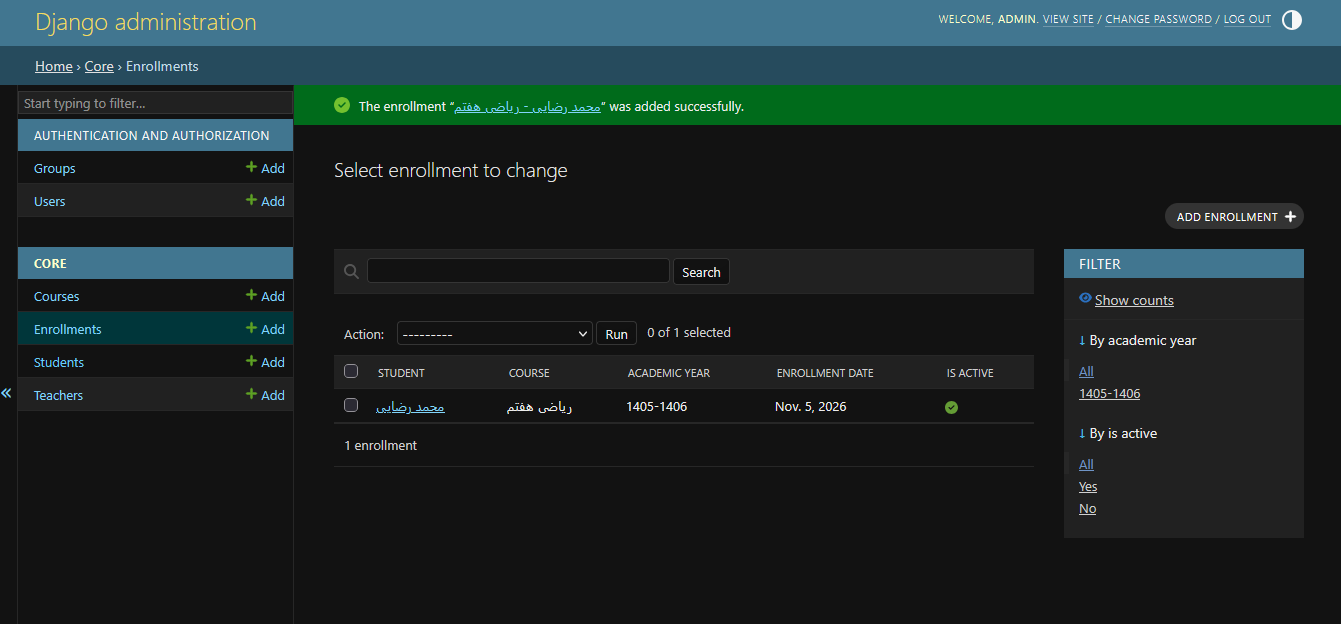 Django administration
WELCOME, ADMIN. VIEW SITE / CHANGE PASSWORD / LOG OUT
Home › Core › Enrollments
Start typing to filter...
AUTHENTICATION AND AUTHORIZATION
Groups + Add
Users + Add
CORE
Courses + Add
Enrollments + Add
Students + Add
Teachers + Add
«
The enrollment “محمد رضایی - ریاضی هفتم” was added successfully.
Select enrollment to change
ADD ENROLLMENT +
Search
Action: --------- Run 0 of 1 selected
STUDENT COURSE ACADEMIC YEAR ENROLLMENT DATE IS ACTIVE
محمد رضایی ریاضی هفتم 1405-1406 Nov. 5, 2026
1 enrollment
FILTER
Show counts
↓ By academic year
All
1405-1406
↓ By is active
All
Yes
No